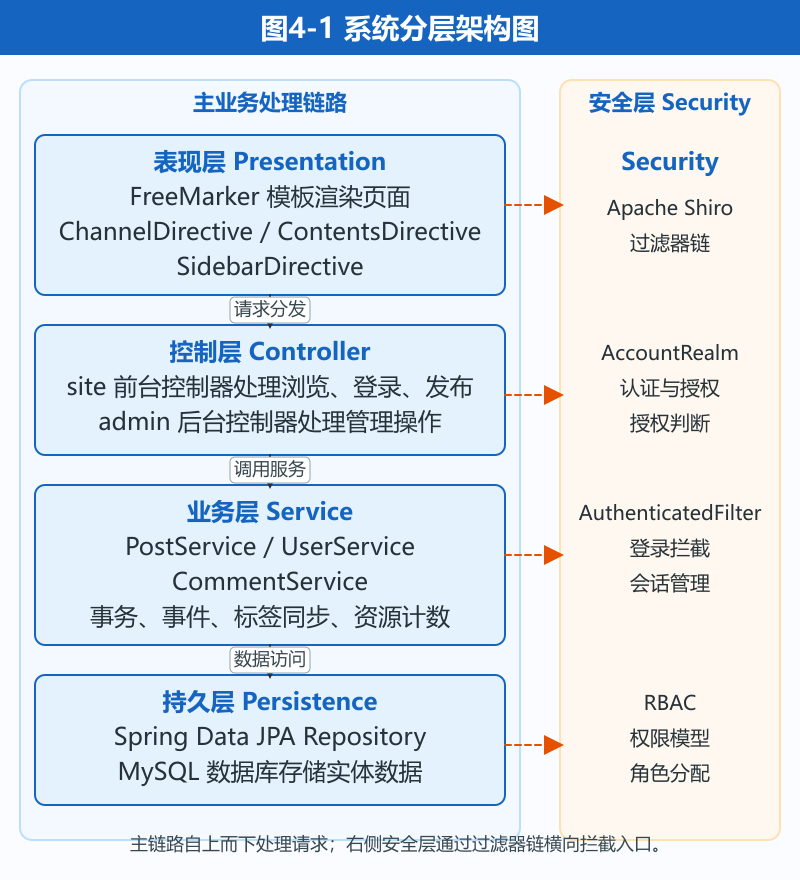 图4-1 系统分层架构图
主业务处理链路
表现层 Presentation
FreeMarker 模板渲染页面
ChannelDirective / ContentsDirective
SidebarDirective
请求分发
控制层 Controller
site 前台控制器处理浏览、登录、发布
admin 后台控制器处理管理操作
调用服务
业务层 Service
PostService / UserService
CommentService
事务、事件、标签同步、资源计数
数据访问
持久层 Persistence
Spring Data JPA Repository
MySQL 数据库存储实体数据
安全层 Security
Security
Apache Shiro
过滤器链
AccountRealm
认证与授权
授权判断
AuthenticatedFilter
登录拦截
会话管理
RBAC
权限模型
角色分配
主链路自上而下处理请求；右侧安全层通过过滤器链横向拦截入口。